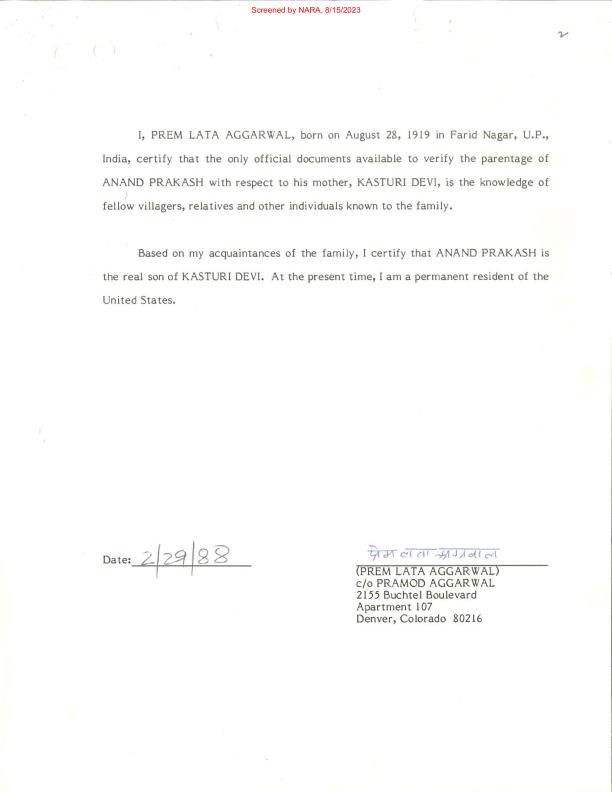 Screened by NARA, 8/15/2023
2
I, PREM LATA AGGARWAL, born on August 28, 1919 in Farid Nagar, U.P.,
India, certify that the only official documents available to verify the parentage of
ANAND PRAKASH with respect to his mother, KASTURI DEVI, is the knowledge of
fellow villagers, relatives and other individuals known to the family.
Based on my acquaintances of the family, I certify that ANAND PRAKASH is
the real son of KASTURI DEVI. At the present time, I am a permanent resident of the
United States.
Date: 2/29/88
प्रेम लता अग्रवाल
(PREM LATA AGGARWAL)
c/o PRAMOD AGGARWAL
2155 Buchtel Boulevard
Apartment 107
Denver, Colorado 80216